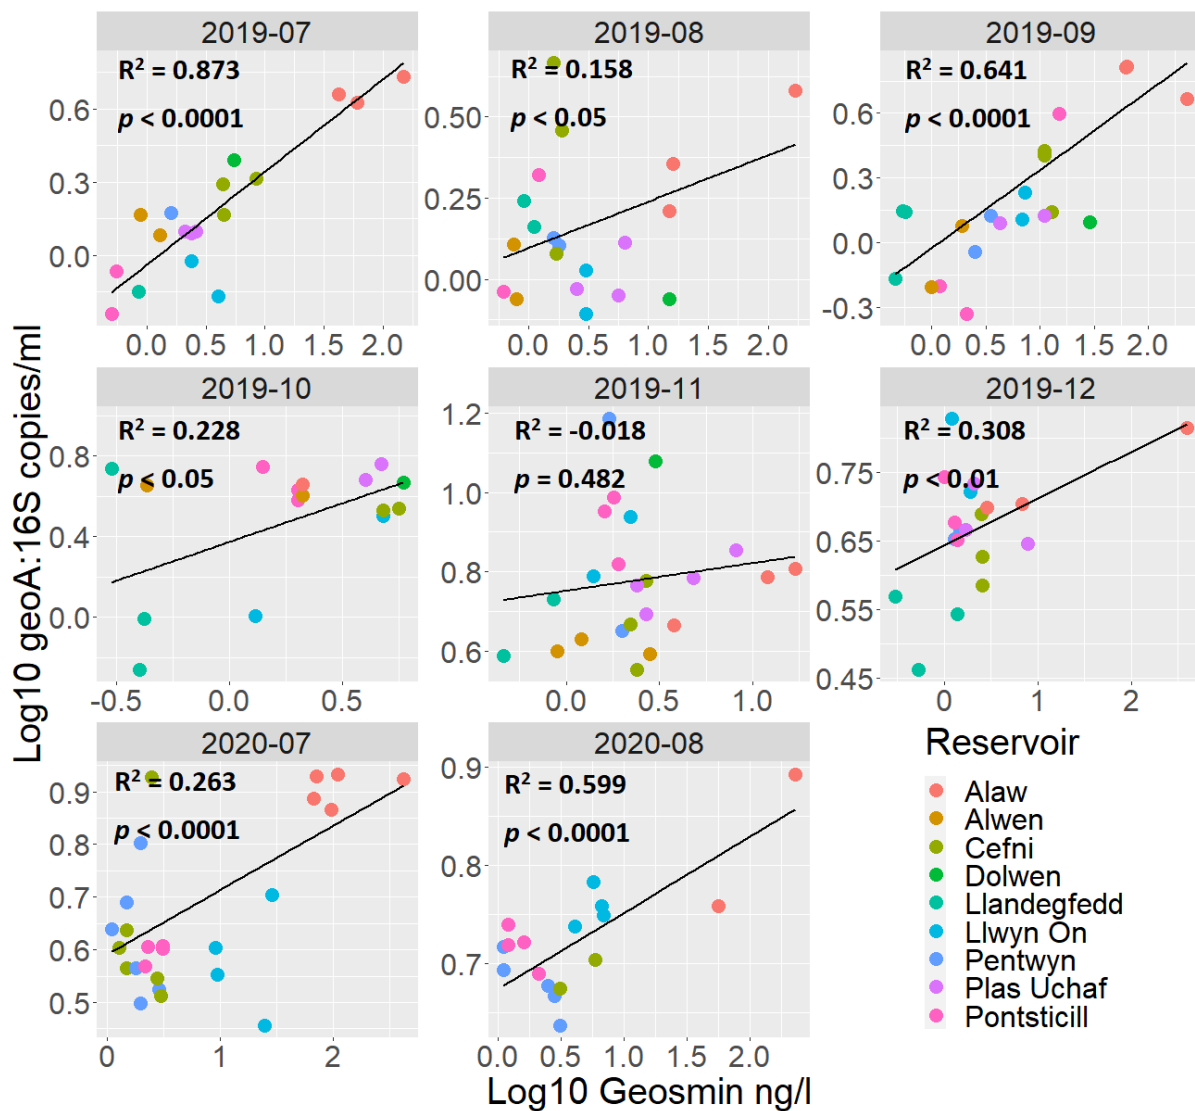 2019-07
2019-08
2019-09
R² = 0.873
p < 0.0001
0.6
0.3
0.0
0.0 0.5 1.0 1.5 2.0
R² = 0.158
p < 0.05
0.50
0.25
0.00
0.0 0.5 1.0 1.5 2.0
R² = 0.641
p < 0.0001
0.6
0.3
0.0
-0.3
0.0 0.5 1.0 1.5 2.0
Log10 geoA:16S copies/ml
2019-10
2019-11
2019-12
R² = 0.228
p < 0.05
0.8
0.4
0.0
-0.5 0.0 0.5
R² = -0.018
p = 0.482
1.2
1.0
0.8
0.6
0.0 0.5 1.0
R² = 0.308
p < 0.01
0.75
0.65
0.55
0.45
0 1 2
2020-07
2020-08
R² = 0.263
p < 0.0001
0.9
0.8
0.7
0.6
0.5
0 1 2
R² = 0.599
p < 0.0001
0.9
0.8
0.7
0.0 0.5 1.0 1.5 2.0
Log10 Geosmin ng/l
Reservoir
Alaw
Alwen
Cefni
Dolwen
Llandegfedd
Llwyn On
Pentwyn
Plas Uchaf
Pontsticill